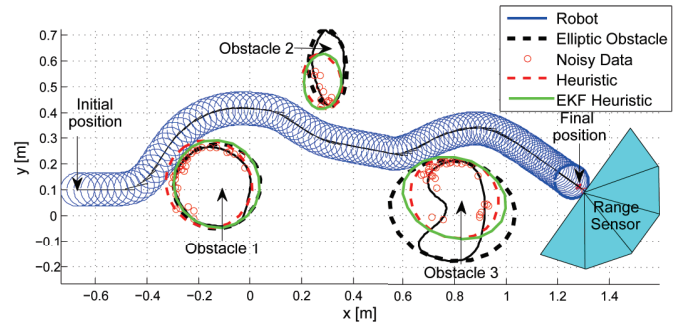 Robot
Elliptic Obstacle
Noisy Data
Heuristic
EKF Heuristic
0.7
0.6
0.5
0.4
0.3
0.2
0.1
0
−0.1
−0.2
y [m]
Obstacle 2
Initial
position
Final
position
Range
Sensor
Obstacle 1
Obstacle 3
−0.6
−0.4
−0.2
0
0.2
0.4
0.6
0.8
1
1.2
1.4
x [m]